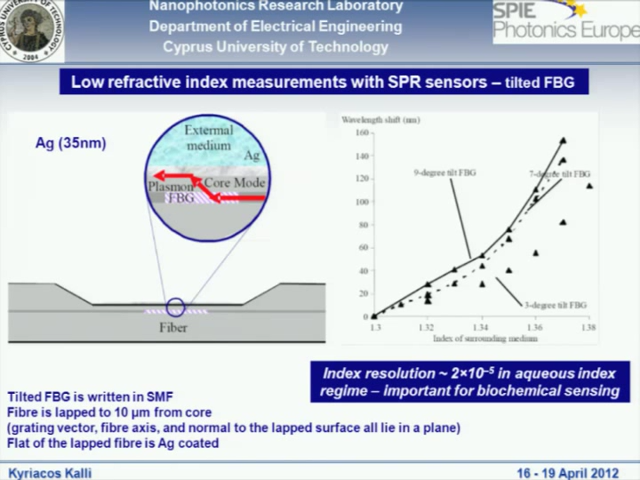 Nanophotonics Research Laboratory
Department of Electrical Engineering
Cyprus University of Technology
CYPRUS UNIVERSITY OF TECHNOLOGY
2004
SPIE
Photonics Europe
Low refractive index measurements with SPR sensors – tilted FBG
Ag (35nm)
Extermal
medium
Ag
Plasmon
Core Mode
FBG
Fiber
Wavelength shift (nm)
160
140
120
100
80
60
40
20
0
9-degree tilt FBG
7-degree tilt FBG
3-degree tilt FBG
1.3 1.32 1.34 1.36 1.38
Index of surrounding medium
Index resolution ~ 2×10⁻⁵ in aqueous index
regime – important for biochemical sensing
Tilted FBG is written in SMF
Fibre is lapped to 10 µm from core
(grating vector, fibre axis, and normal to the lapped surface all lie in a plane)
Flat of the lapped fibre is Ag coated
Kyriacos Kalli
16 - 19 April 2012